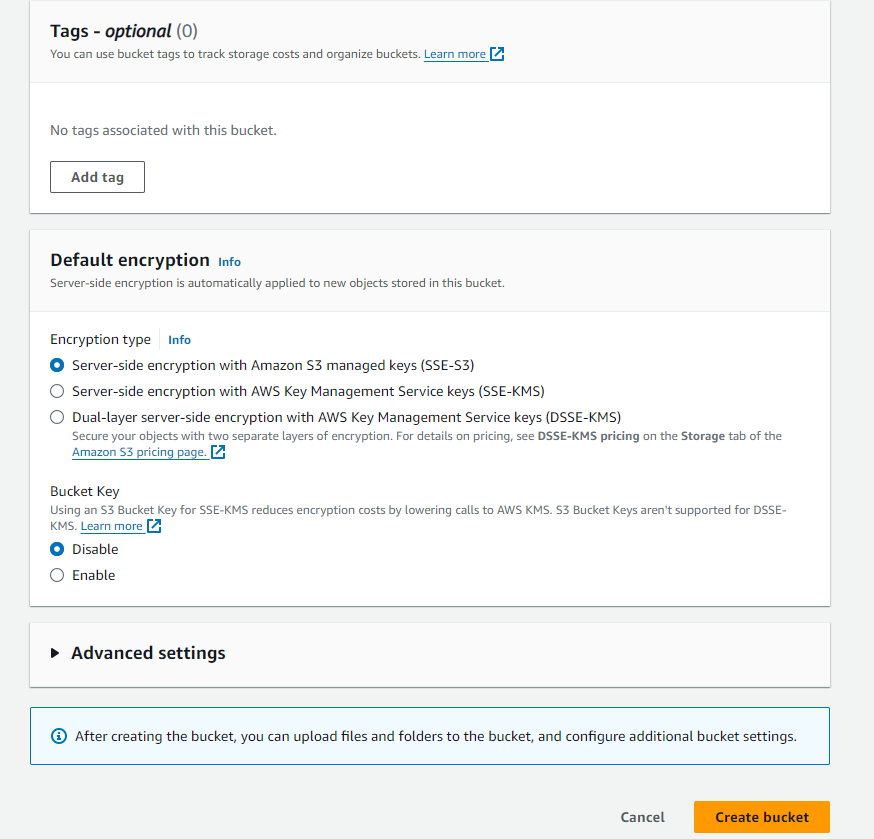 Tags - optional (0)
You can use bucket tags to track storage costs and organize buckets. Learn more
No tags associated with this bucket.
Add tag
Default encryption Info
Server-side encryption is automatically applied to new objects stored in this bucket.
Encryption type Info
Server-side encryption with Amazon S3 managed keys (SSE-S3)
Server-side encryption with AWS Key Management Service keys (SSE-KMS)
Dual-layer server-side encryption with AWS Key Management Service keys (DSSE-KMS)
Secure your objects with two separate layers of encryption. For details on pricing, see DSSE-KMS pricing on the Storage tab of the
Amazon S3 pricing page.
Bucket Key
Using an S3 Bucket Key for SSE-KMS reduces encryption costs by lowering calls to AWS KMS. S3 Bucket Keys aren't supported for DSSE-
KMS. Learn more
Disable
Enable
Advanced settings
After creating the bucket, you can upload files and folders to the bucket, and configure additional bucket settings.
Cancel Create bucket